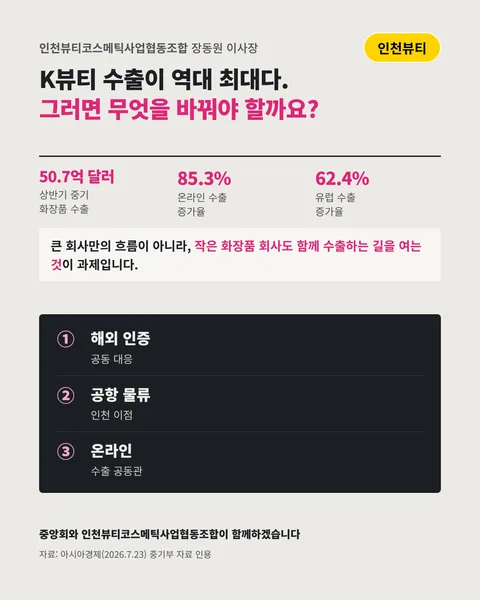 인천뷰티코스메틱사업협동조합 장동원 이사장
인천뷰티
K뷰티 수출이 역대 최대다.
그러면 무엇을 바꿔야 할까요?
50.7억 달러
상반기 중기
화장품 수출
85.3%
온라인 수출
증가율
62.4%
유럽 수출
증가율
큰 회사만의 흐름이 아니라, 작은 화장품 회사도 함께 수출하는 길을 여는
것이 과제입니다.
1 해외 인증
공동 대응
2 공항 물류
인천 이점
3 온라인
수출 공동관
중앙회와 인천뷰티코스메틱사업협동조합이 함께하겠습니다
자료: 아시아경제(2026.7.23) 중기부 자료 인용